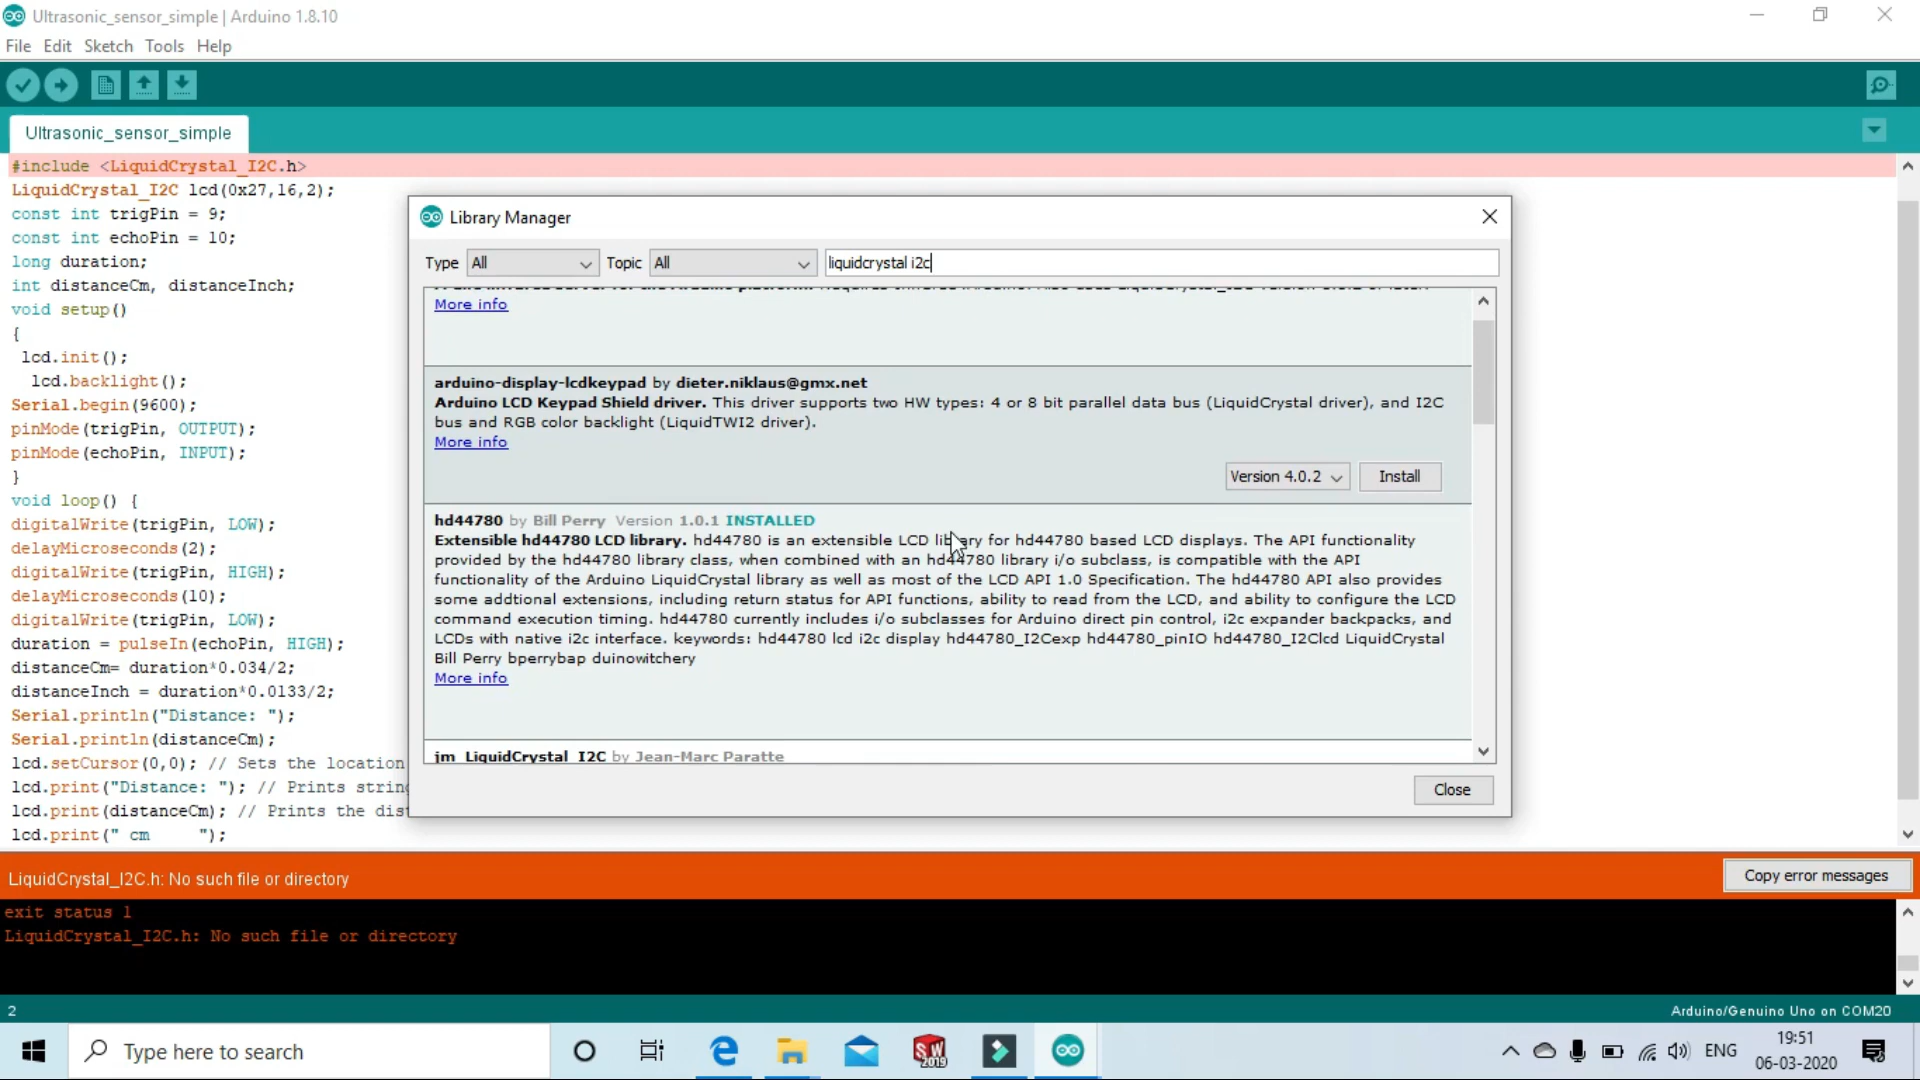 Ultrasonic_sensor_simple | Arduino 1.8.10
File Edit Sketch Tools Help
Ultrasonic_sensor_simple
#include <LiquidCrystal_I2C.h>
LiquidCrystal_I2C lcd(0x27,16,2);
const int trigPin = 9;
const int echoPin = 10;
long duration;
int distanceCm, distanceInch;
void setup()
{
lcd.init();
lcd.backlight();
Serial.begin(9600);
pinMode(trigPin, OUTPUT);
pinMode(echoPin, INPUT);
}
void loop() {
digitalWrite(trigPin, LOW);
delayMicroseconds(2);
digitalWrite(trigPin, HIGH);
delayMicroseconds(10);
digitalWrite(trigPin, LOW);
duration = pulseIn(echoPin, HIGH);
distanceCm= duration*0.034/2;
distanceInch = duration*0.0133/2;
Serial.println("Distance: ");
Serial.println(distanceCm);
lcd.setCursor(0,0); // Sets the location
lcd.print("Distance: "); // Prints string
lcd.print(distanceCm); // Prints the dis
lcd.print(" cm     ");
Library Manager
Type All Topic All liquidcrystal i2c
More info
arduino-display-lcdkeypad by dieter.niklaus@gmx.net
Arduino LCD Keypad Shield driver. This driver supports two HW types: 4 or 8 bit parallel data bus (LiquidCrystal driver), and I2C
bus and RGB color backlight (LiquidTWI2 driver).
More info
Version 4.0.2 Install
hd44780 by Bill Perry Version 1.0.1 INSTALLED
Extensible hd44780 LCD library. hd44780 is an extensible LCD library for hd44780 based LCD displays. The API functionality
provided by the hd44780 library class, when combined with an hd44780 library i/o subclass, is compatible with the API
functionality of the Arduino LiquidCrystal library as well as most of the LCD API 1.0 Specification. The hd44780 API also provides
some addtional extensions, including return status for API functions, ability to read from the LCD, and ability to configure the LCD
command execution timing. hd44780 currently includes i/o subclasses for Arduino direct pin control, i2c expander backpacks, and
LCDs with native i2c interface. keywords: hd44780 lcd i2c display hd44780_I2Cexp hd44780_pinIO hd44780_I2Clcd LiquidCrystal
Bill Perry bperrybap duinowitchery
More info
jm_LiquidCrystal_I2C by Jean-Marc Paratte
Close
LiquidCrystal_I2C.h: No such file or directory
Copy error messages
exit status 1
LiquidCrystal_I2C.h: No such file or directory
2
Arduino/Genuino Uno on COM20
Type here to search
SW
2019
ENG
19:51
06-03-2020